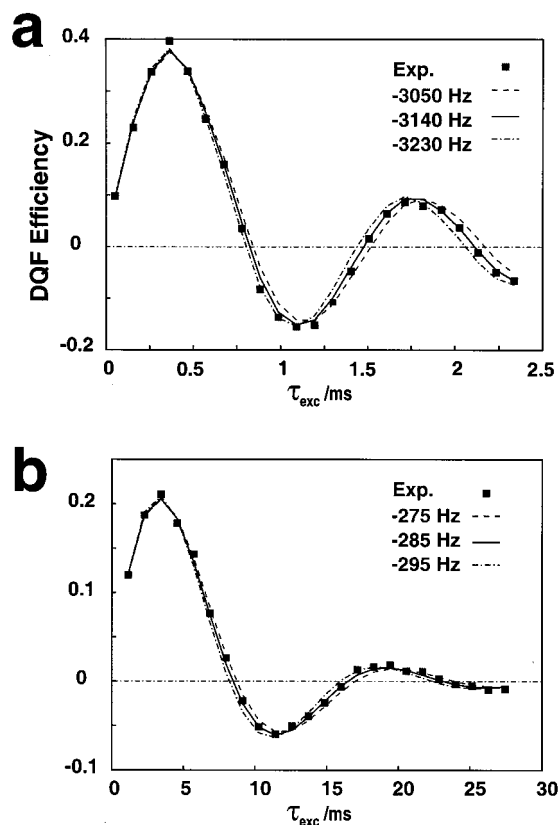 a
0.4
0.2
0
-0.2
DQF Efficiency
Exp.
-3050 Hz
-3140 Hz
-3230 Hz
0 0.5 1 1.5 2 2.5
τexc /ms
b
0.2
0.1
0
-0.1
Exp.
-275 Hz
-285 Hz
-295 Hz
0 5 10 15 20 25 30
τexc /ms